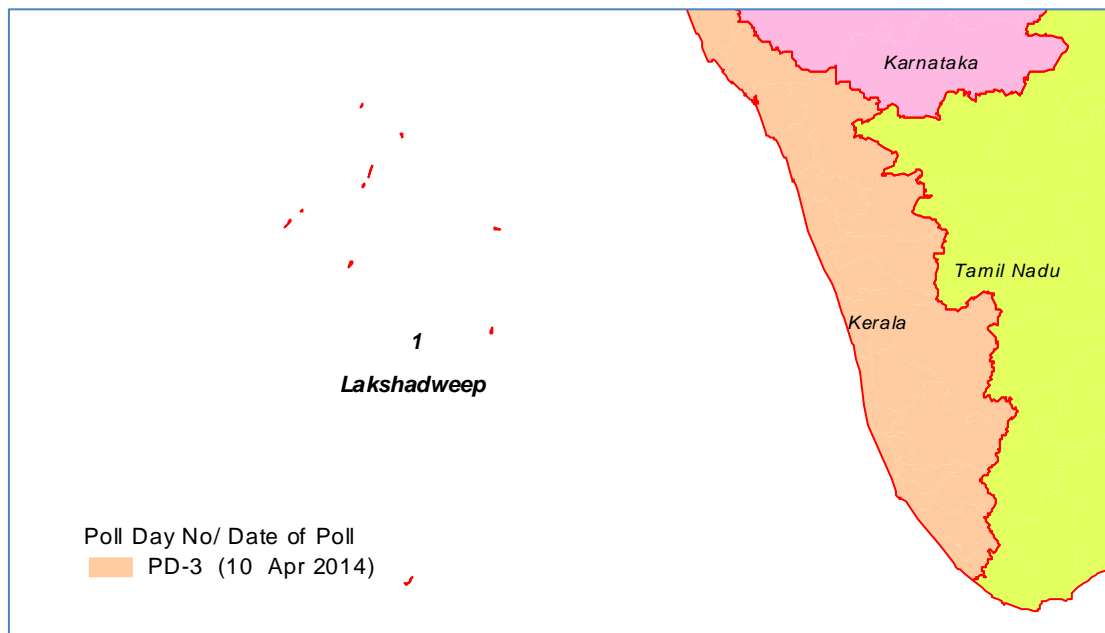 Karnataka
Tamil Nadu
Kerala
1
Lakshadweep
Poll Day No/ Date of Poll
PD-3 (10 Apr 2014)